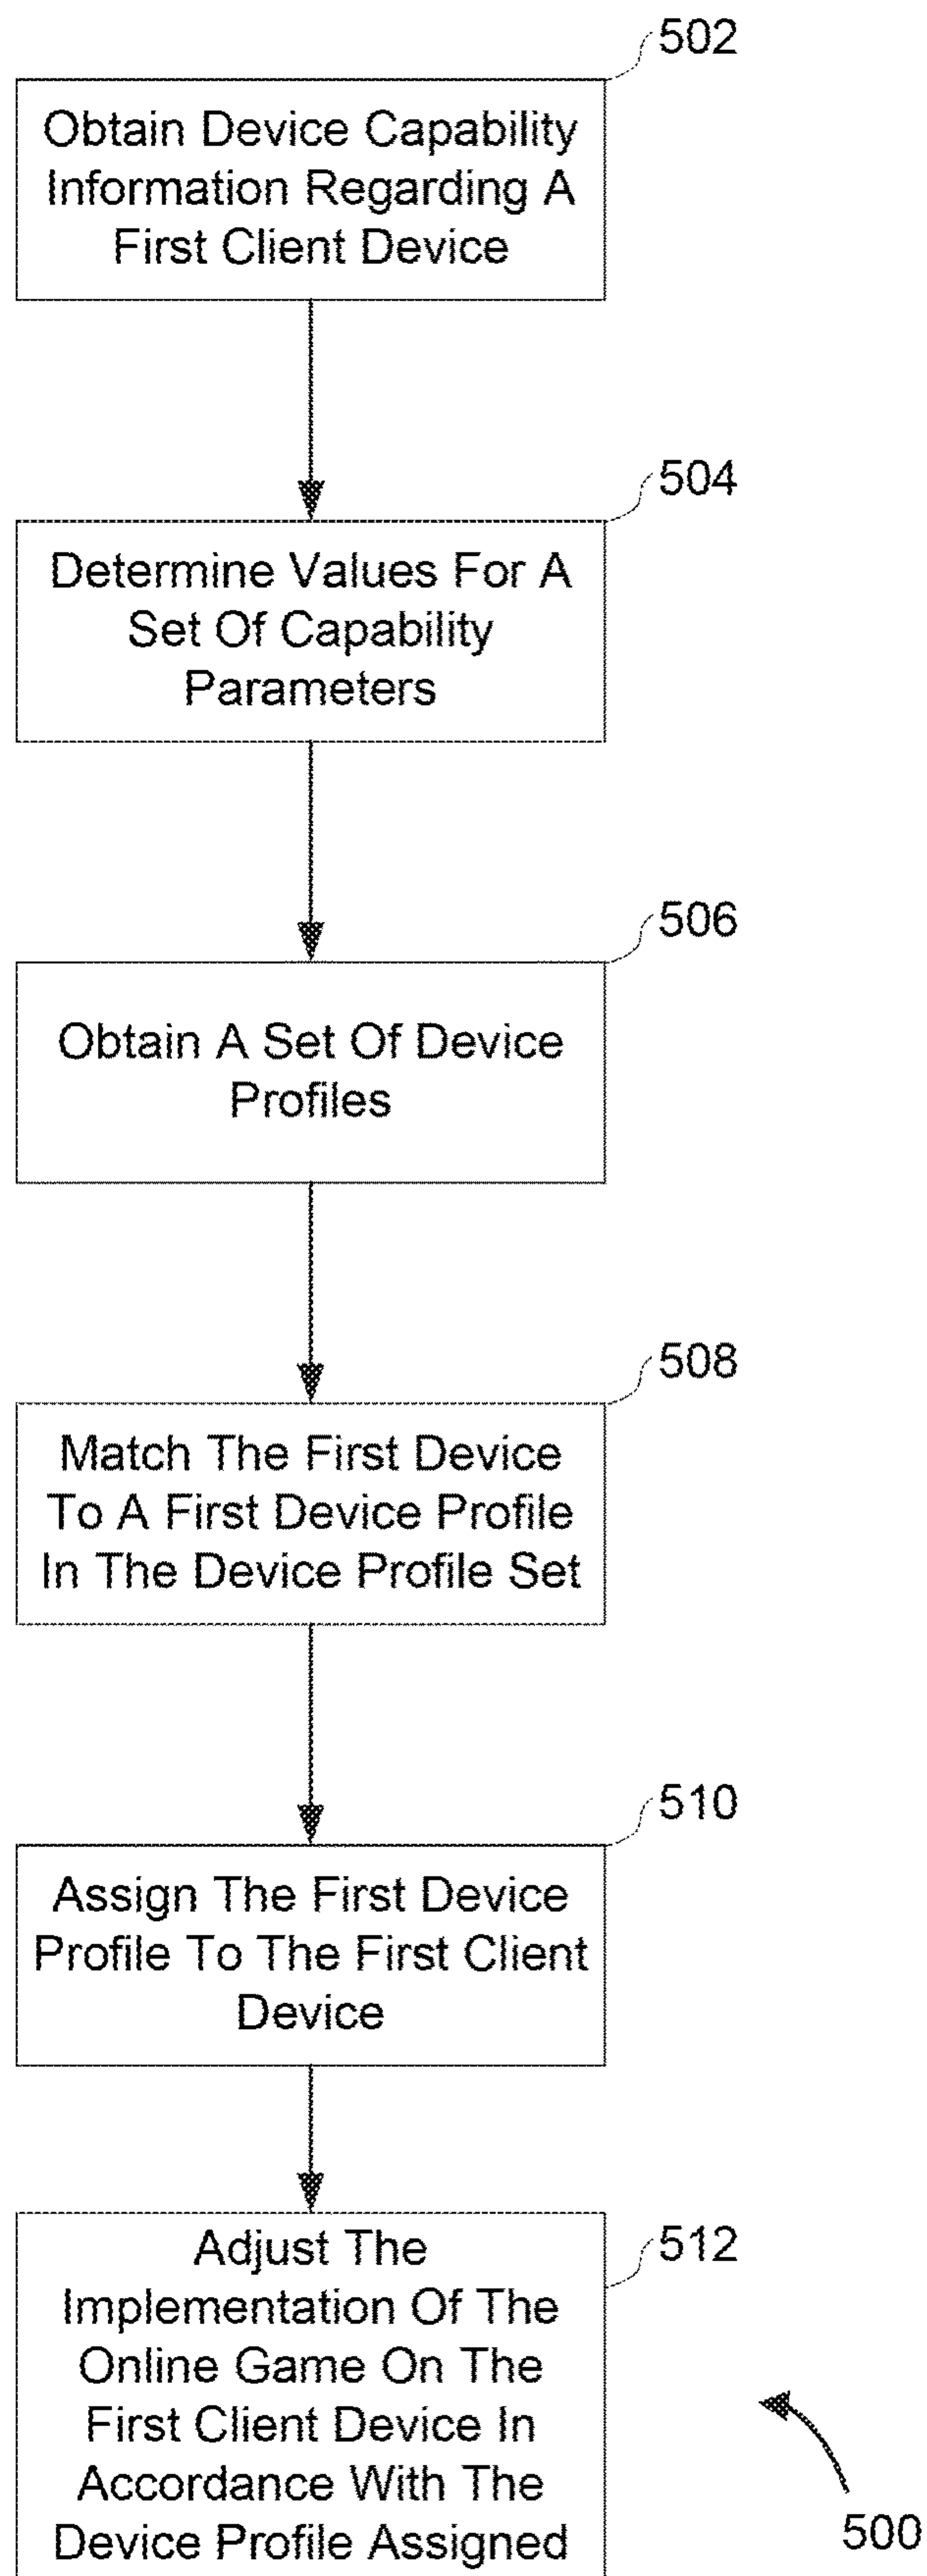 502
Obtain Device Capability
Information Regarding A
First Client Device
504
Determine Values For A
Set Of Capability
Parameters
506
Obtain A Set Of Device
Profiles
508
Match The First Device
To A First Device Profile
In The Device Profile Set
510
Assign The First Device
Profile To The First Client
Device
512
Adjust The
Implementation Of The
Online Game On The
First Client Device In
Accordance With The
Device Profile Assigned
500